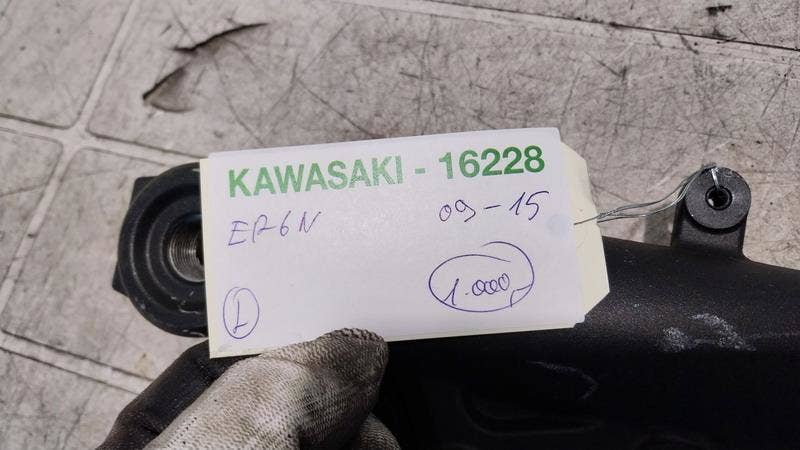 KAWASAKI - 16228
ER6N 09-15
L 1.000,